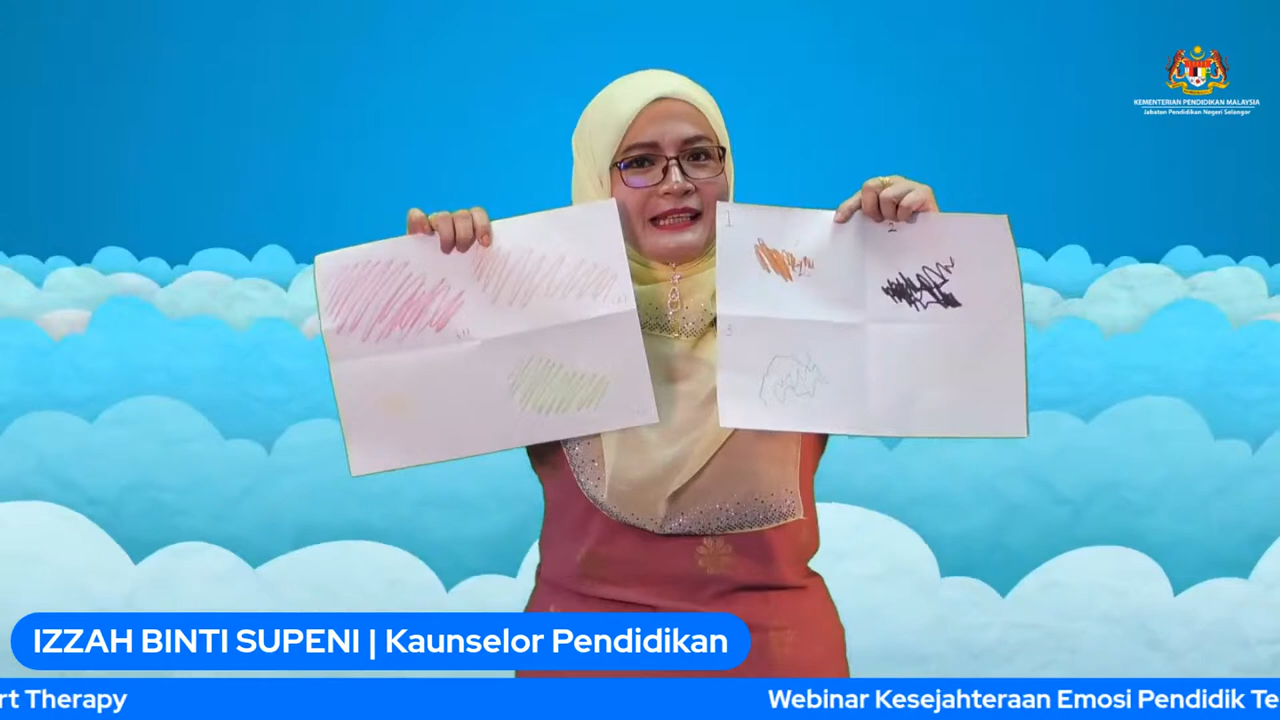 KEMENTERIAN PENDIDIKAN MALAYSIA
Jabatan Pendidikan Negeri Selangor
1
2
3
IZZAH BINTI SUPENI | Kaunselor Pendidikan
rt Therapy
Webinar Kesejahteraan Emosi Pendidik Te